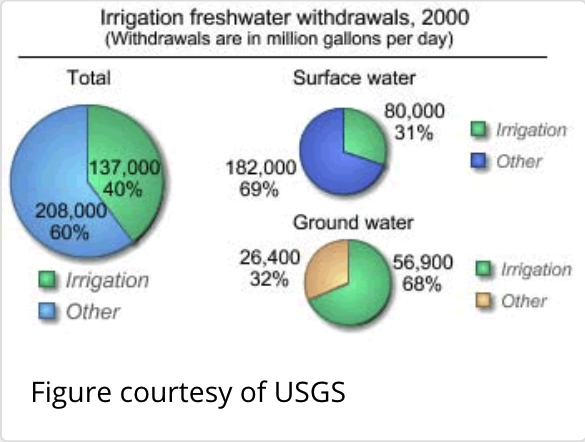 Irrigation freshwater withdrawals, 2000
(Withdrawals are in million gallons per day)
Total
137,000
40%
208,000
60%
Irrigation
Other
Surface water
80,000
31%
182,000
69%
Irrigation
Other
Ground water
26,400
32%
56,900
68%
Irrigation
Other
Figure courtesy of USGS